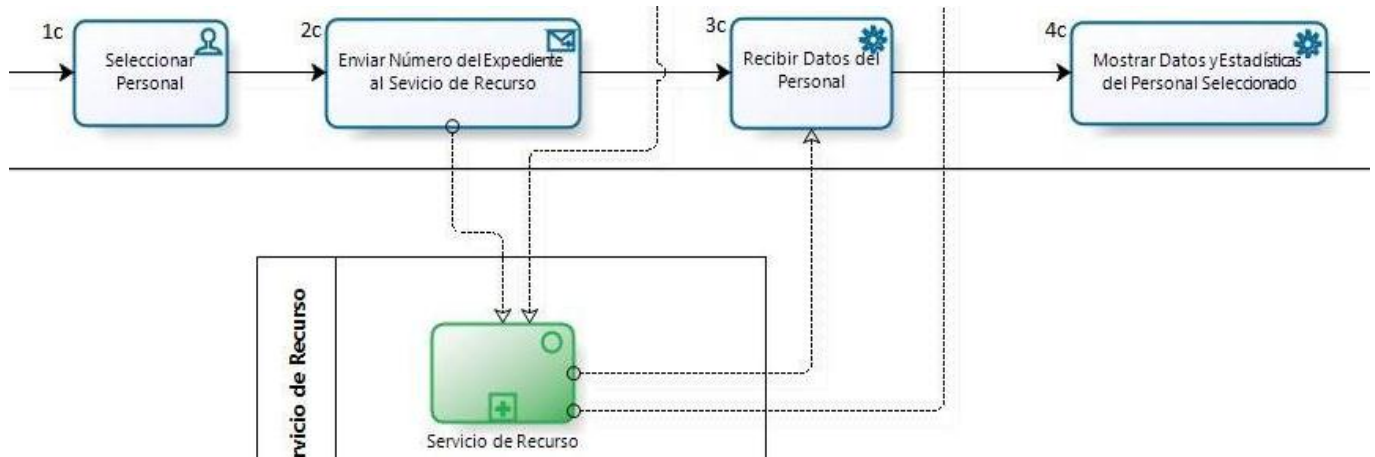 1c
Seleccionar
Personal
2c
Enviar Número del Expediente
al Sevicio de Recurso
3c
Recibir Datos del
Personal
4c
Mostrar Datos y Estadísticas
del Personal Seleccionado
rvicio de Recurso
Servicio de Recurso